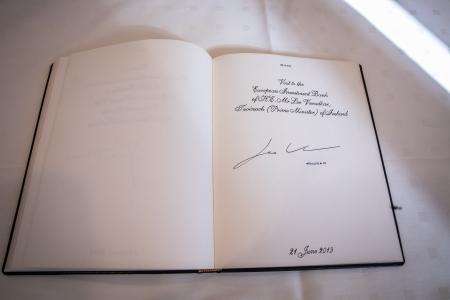 Visit to the
European Investment Bank
of H.E. Mr Leo Varadkar,
Taoiseach (Prime Minister) of Ireland
21 June 2019